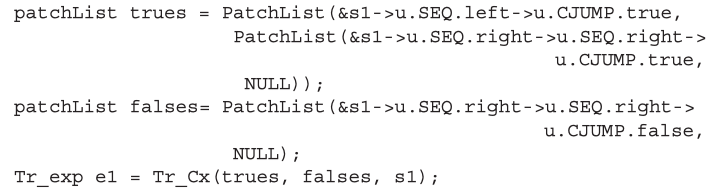 patchList trues = PatchList(&s1->u.SEQ.left->u.CJUMP.true,
PatchList(&s1->u.SEQ.right->u.SEQ.right->
u.CJUMP.true,
NULL));
patchList falses= PatchList(&s1->u.SEQ.right->u.SEQ.right->
u.CJUMP.false,
NULL);
Tr_exp e1 = Tr_Cx(trues, falses, s1);